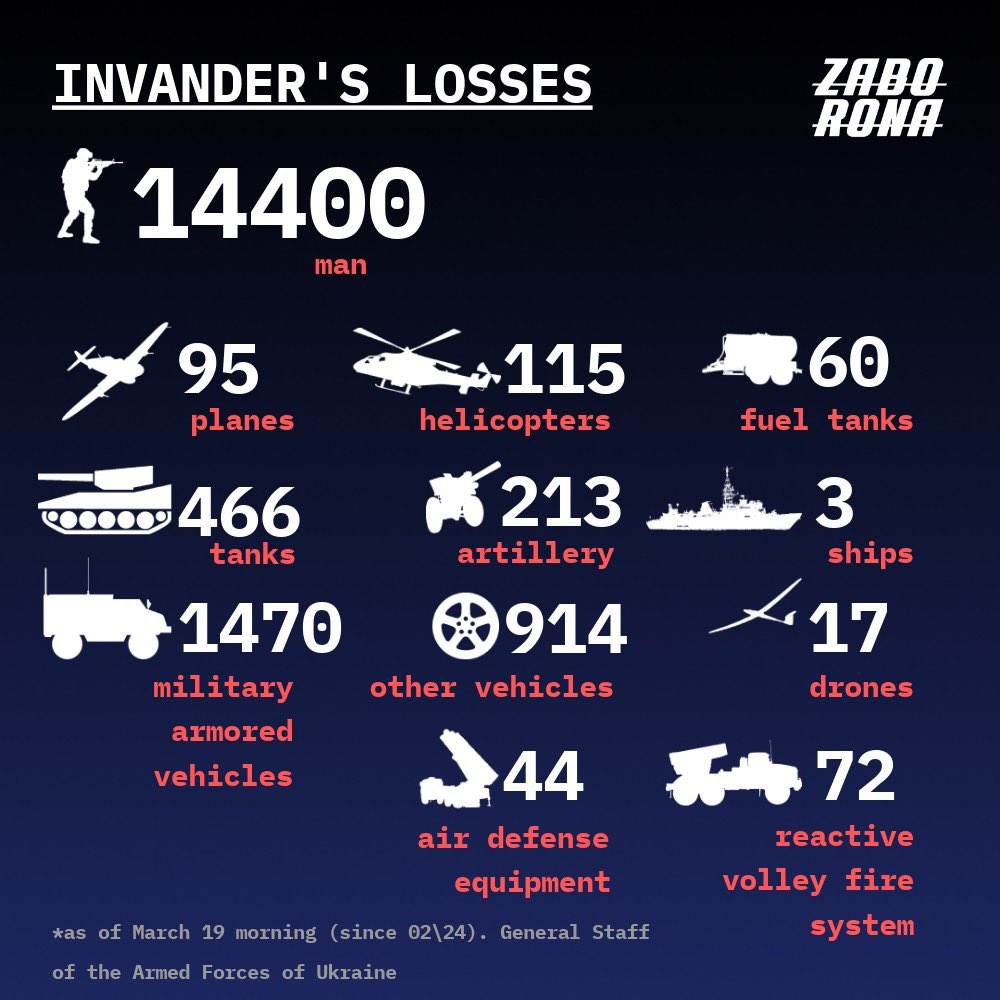 INVANDER'S LOSSES
ZABO
RONA
14400
man
95
planes
115
helicopters
60
fuel tanks
466
tanks
213
artillery
3
ships
1470
military
armored
vehicles
914
other vehicles
17
drones
44
air defense
equipment
72
reactive
volley fire
system
*as of March 19 morning (since 02\24). General Staff
of the Armed Forces of Ukraine